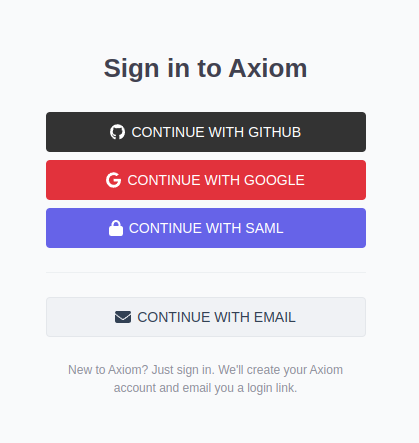 Sign in to Axiom
CONTINUE WITH GITHUB
CONTINUE WITH GOOGLE
CONTINUE WITH SAML
CONTINUE WITH EMAIL
New to Axiom? Just sign in. We'll create your Axiom
account and email you a login link.